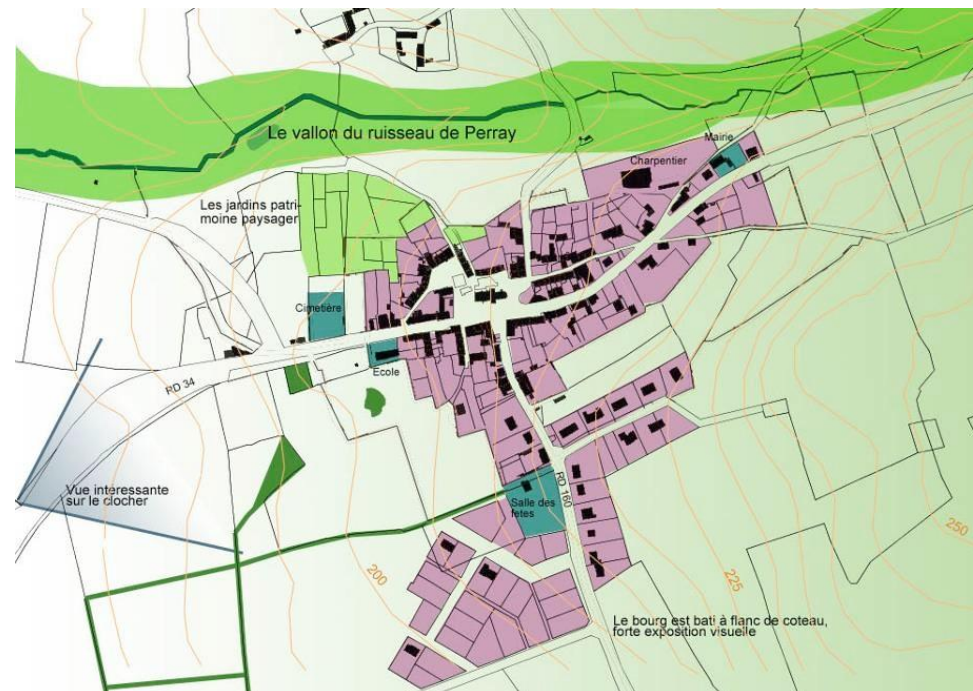 Le vallon du ruisseau de Perray
Mairie
Charpentier
Les jardins patri-
moine paysager
Cimetière
Ecole
RD 34
Vue interessante
sur le clocher
RD 160
Salle des
fetes
200
225
250
Le bourg est bati à flanc de coteau,
forte exposition visuelle